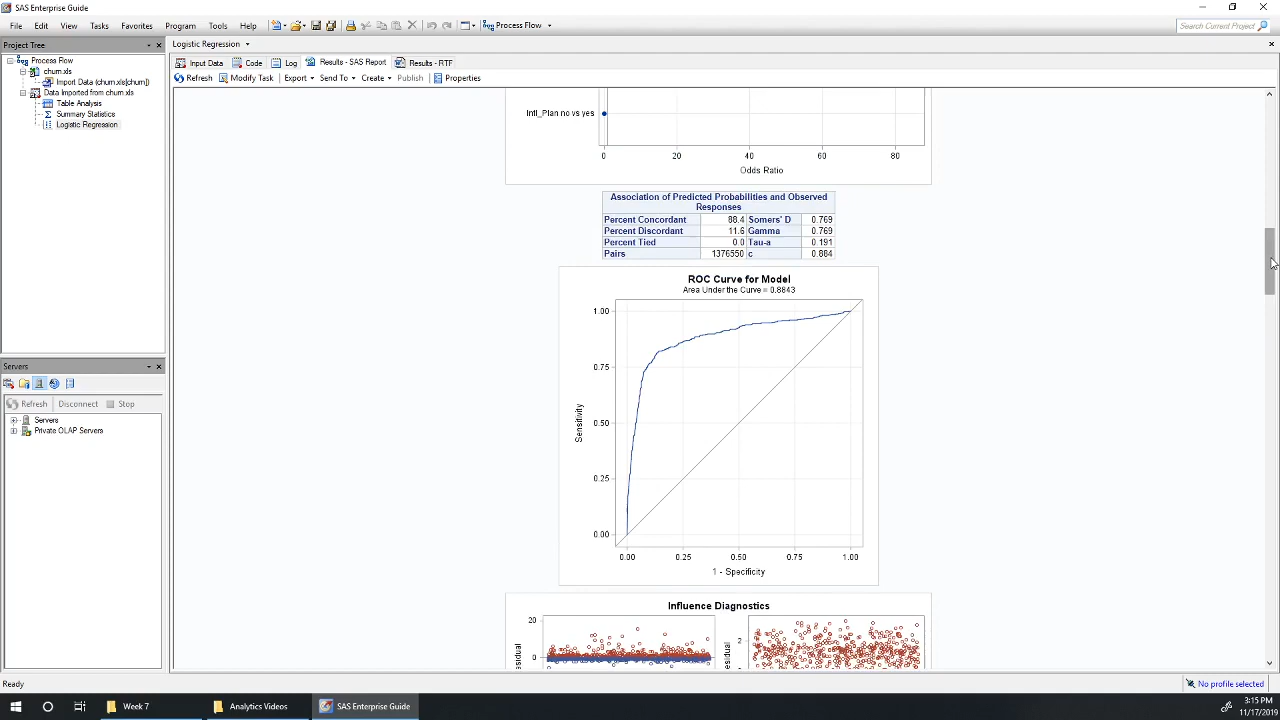 SAS Enterprise Guide
File Edit View Tasks Favorites Program Tools Help Process Flow Search Current Project
Project Tree
Process Flow
churn.xls
Import Data (churn.xls[churn])
Data Imported from churn.xls
Table Analysis
Summary Statistics
Logistic Regression
Servers
Refresh Disconnect Stop
Servers
Private OLAP Servers
Logistic Regression
Input Data Code Log Results - SAS Report Results - RTF
Refresh Modify Task Export Send To Create Publish Properties
Intl_Plan no vs yes
0 20 40 60 80
Odds Ratio
Association of Predicted Probabilities and Observed
Responses
Percent Concordant 88.4 Somers' D 0.769
Percent Discordant 11.6 Gamma 0.769
Percent Tied 0.0 Tau-a 0.191
Pairs 1376550 c 0.884
ROC Curve for Model
Area Under the Curve = 0.8843
1.00
0.75
0.50
0.25
0.00
Sensitivity
0.00 0.25 0.50 0.75 1.00
1 - Specificity
Influence Diagnostics
20
0
2
Ready
No profile selected
Week 7 Analytics Videos SAS Enterprise Guide
3:15 PM
11/17/2019